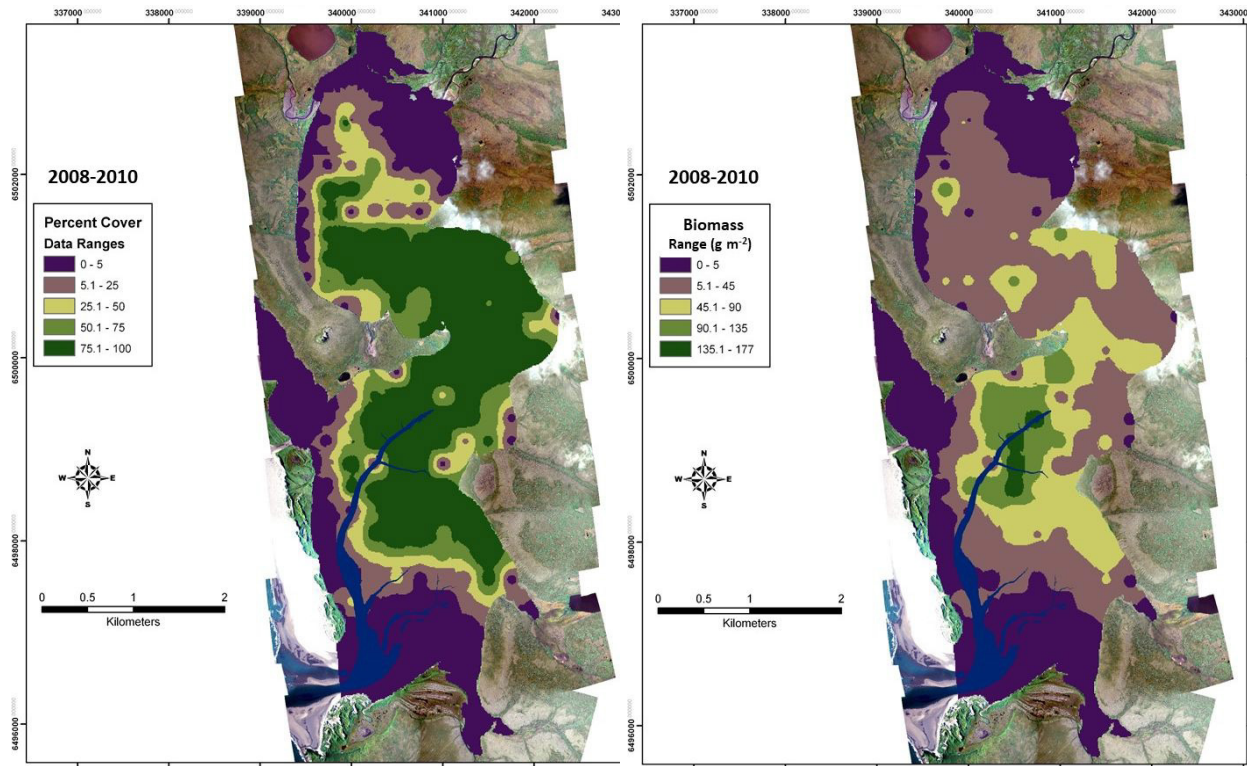 337000 338000 339000 340000 341000 342000 343000
337000 338000 339000 340000 341000 342000 343000
6502000
6502000
2008-2010
2008-2010
Percent Cover
Data Ranges
0 - 5
5.1 - 25
25.1 - 50
50.1 - 75
75.1 - 100
Biomass
Range (g m⁻²)
0 - 5
5.1 - 45
45.1 - 90
90.1 - 135
135.1 - 177
6500000
6500000
N
W E
S
N
W E
S
6498000
6498000
0 0.5 1 2
Kilometers
0 0.5 1 2
Kilometers
6496000
6496000